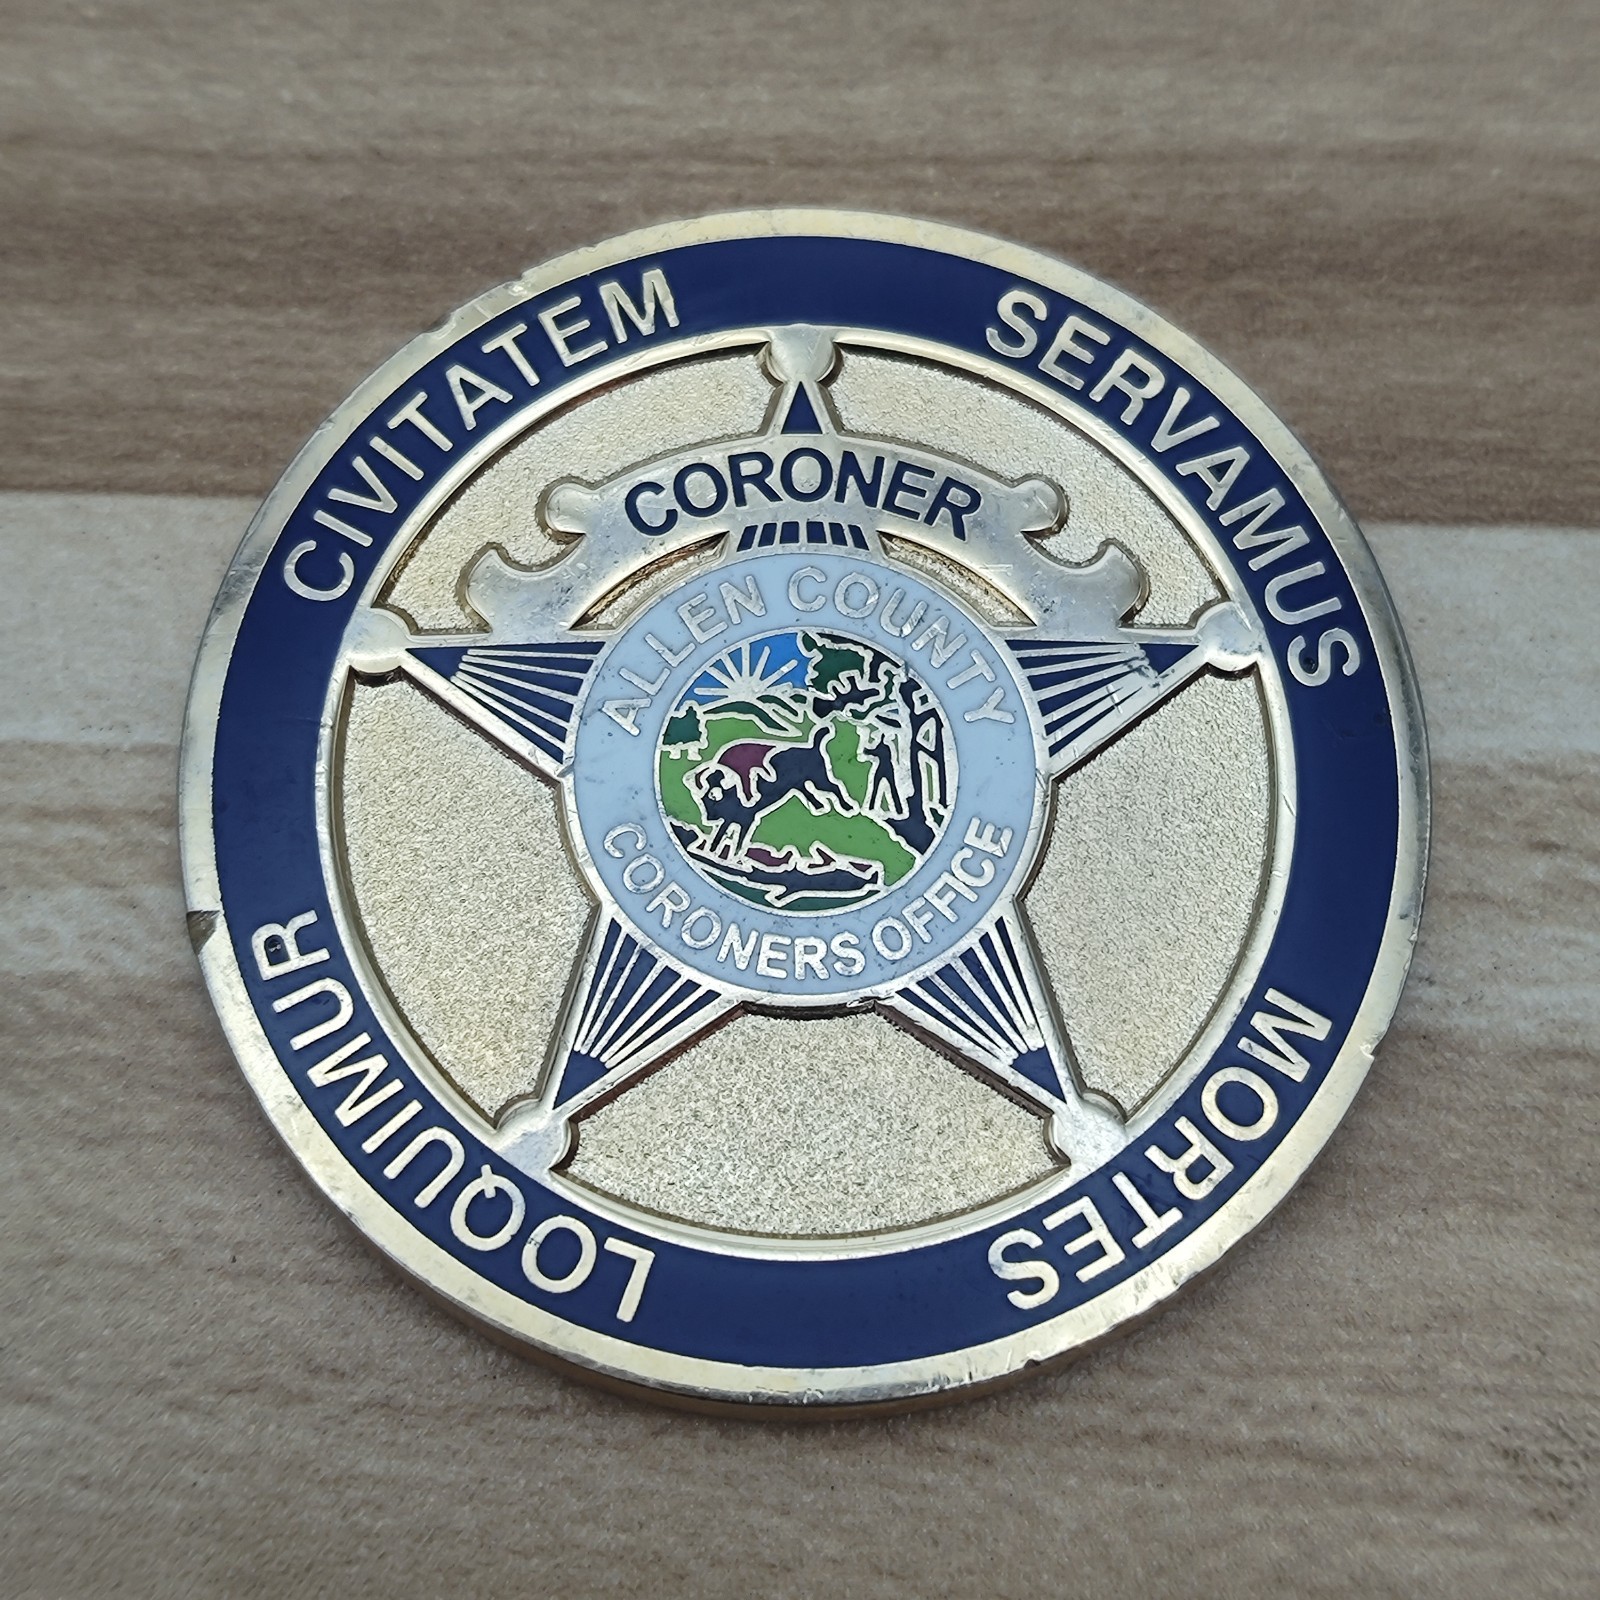 CIVITATEM SERVAMUS
MORTES LOQUIMUR
CORONER
ALLEN COUNTY
CORONERS OFFICE